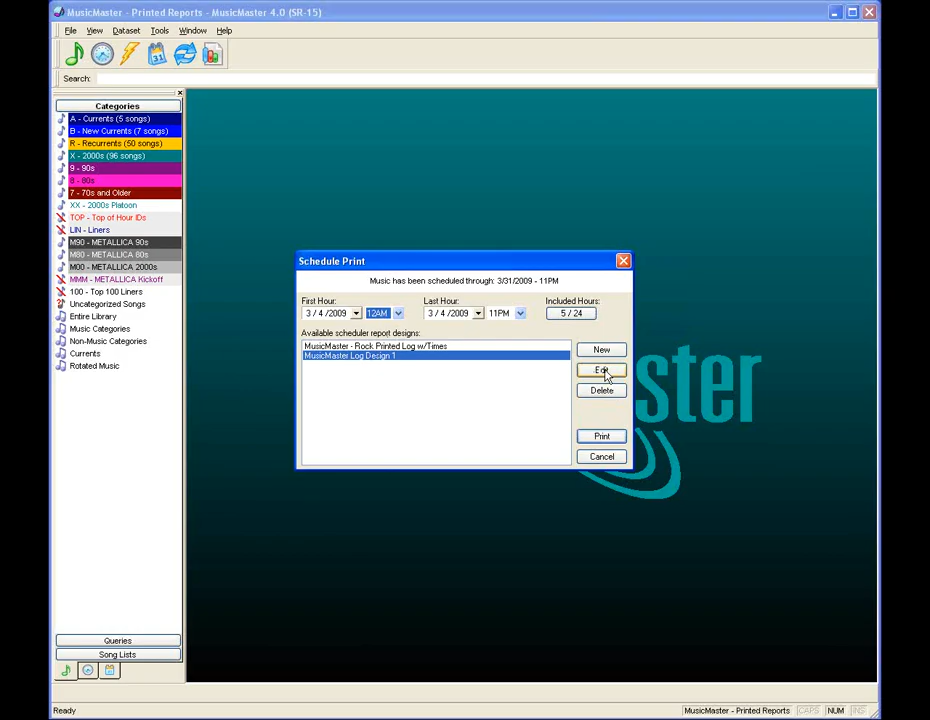 MusicMaster - Printed Reports - MusicMaster 4.0 (SR-15)
File View Dataset Tools Window Help
31
Search:
Categories
A - Currents (5 songs)
B - New Currents (7 songs)
R - Recurrents (50 songs)
X - 2000s (96 songs)
9 - 90s
8 - 80s
7 - 70s and Older
XX - 2000s Platoon
TOP - Top of Hour IDs
LIN - Liners
M90 - METALLICA 90s
M80 - METALLICA 80s
M00 - METALLICA 2000s
MMM - METALLICA Kickoff
100 - Top 100 Liners
Uncategorized Songs
Entire Library
Music Categories
Non-Music Categories
Currents
Rotated Music
Queries
Song Lists
Schedule Print
Music has been scheduled through: 3/31/2009 - 11PM
First Hour: Last Hour: Included Hours:
3 / 4 /2009 12AM 3 / 4 /2009 11PM 5 / 24
Available scheduler report designs:
MusicMaster - Rock Printed Log w/Times
MusicMaster Log Design 1
New
Edit
Delete
Print
Cancel
ster
Ready MusicMaster - Printed Reports CAPS NUM INS